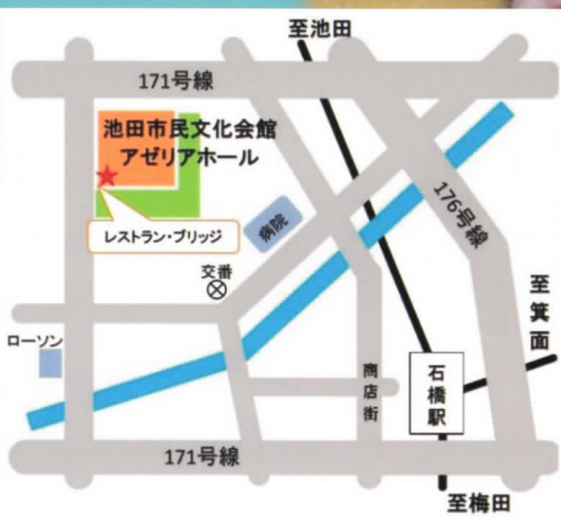 至池田
171号線
池田市民文化会館
アゼリアホール
レストラン・ブリッジ
病院
176号線
交番
至箕面
ローソン
商店街
石橋駅
171号線
至梅田